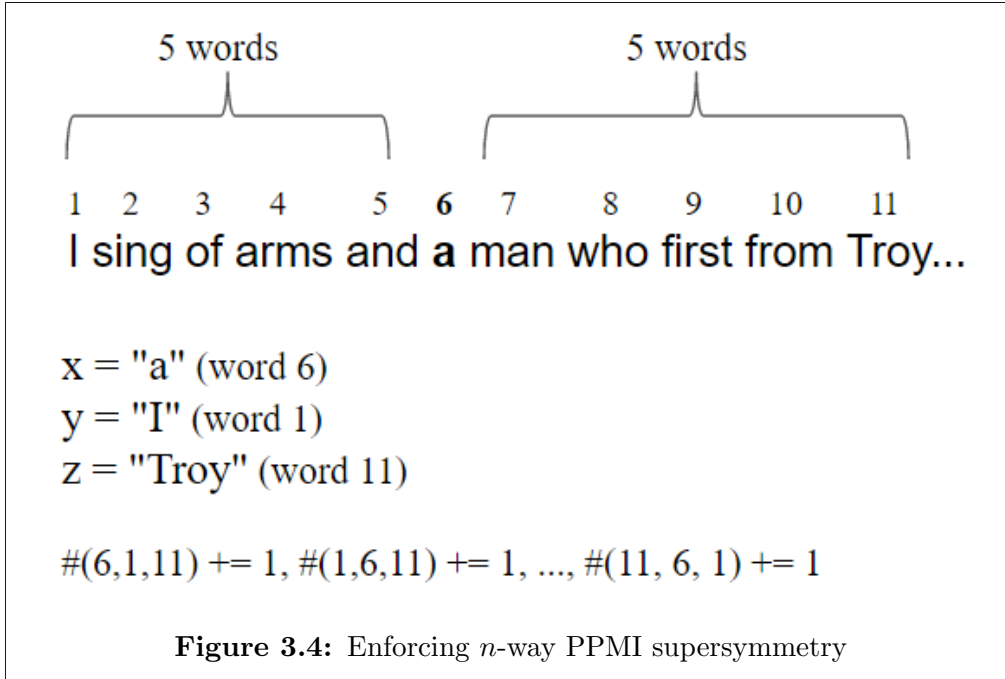 5 words 5 words
1 2 3 4 5 6 7 8 9 10 11
I sing of arms and a man who first from Troy...
x = "a" (word 6)
y = "I" (word 1)
z = "Troy" (word 11)
#(6,1,11) += 1, #(1,6,11) += 1, ..., #(11, 6, 1) += 1
Figure 3.4: Enforcing n-way PPMI supersymmetry